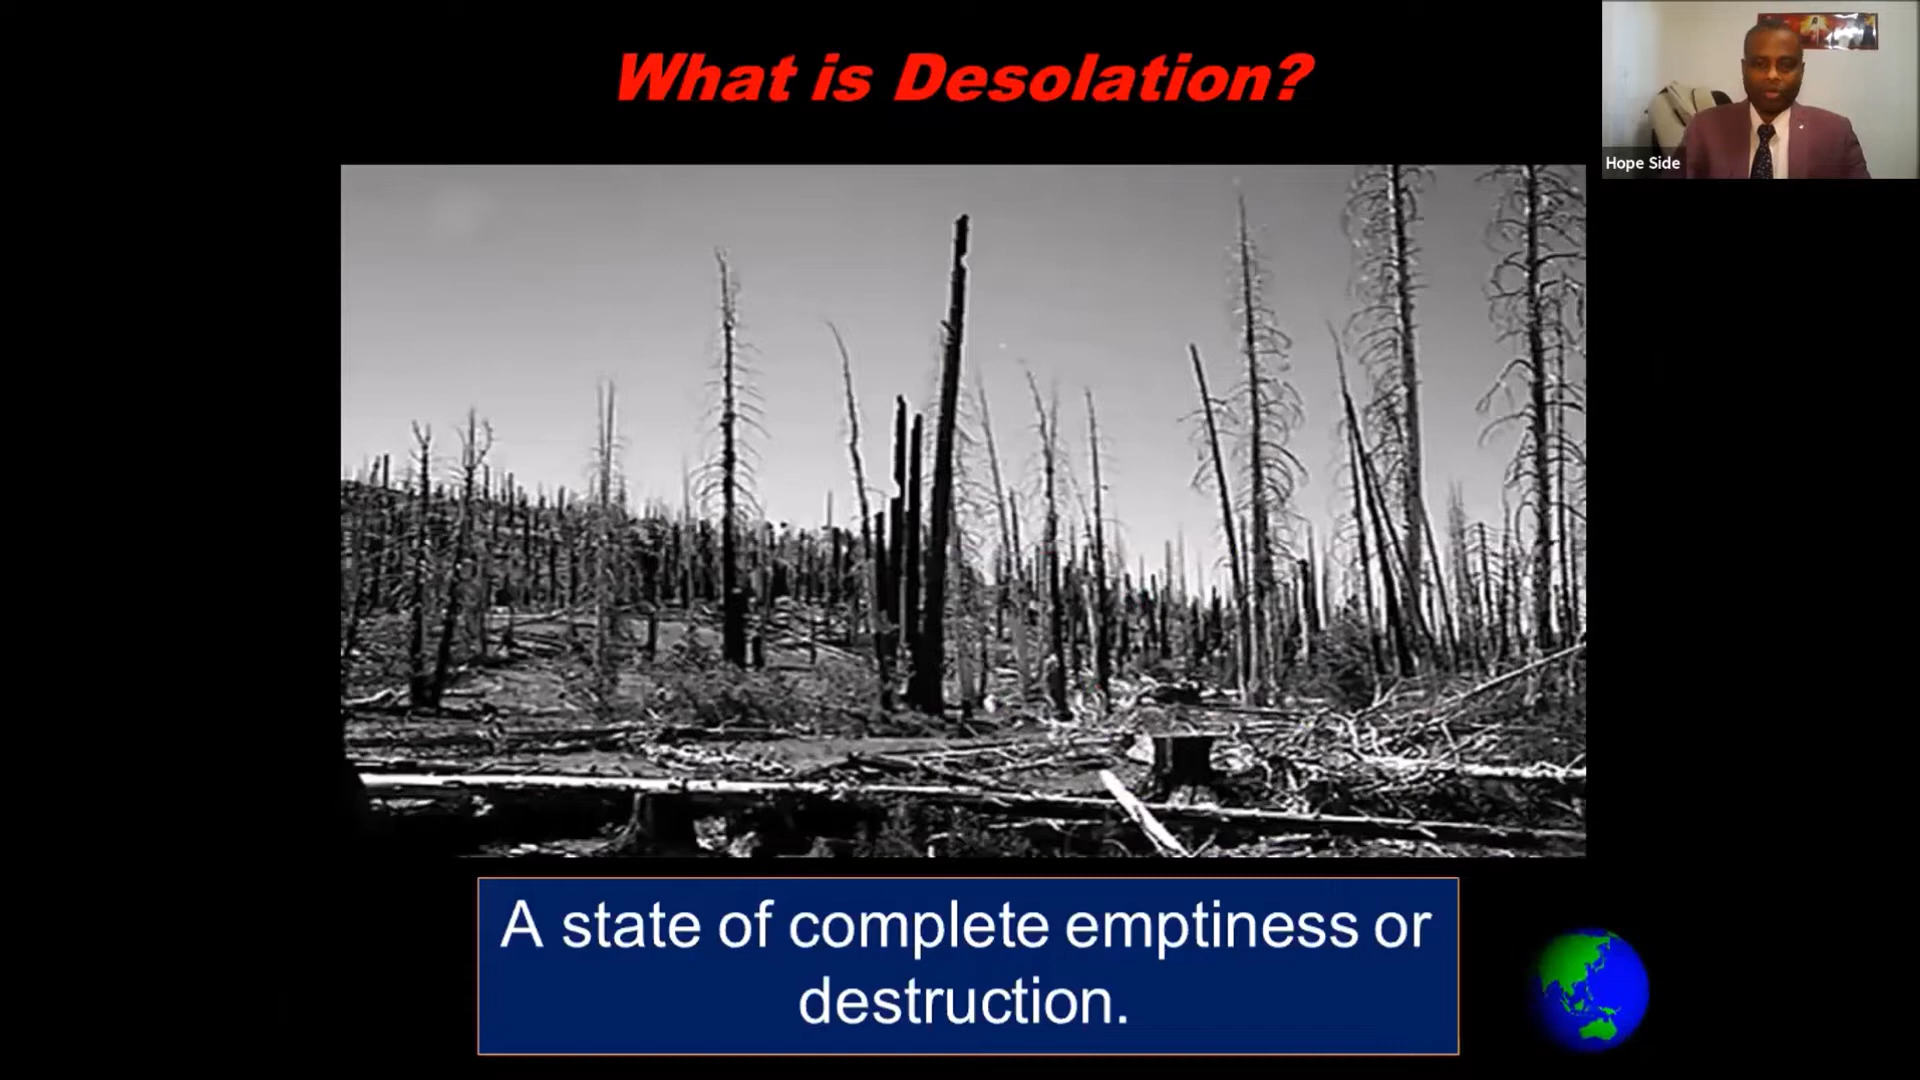 What is Desolation?
Hope Side
A state of complete emptiness or
destruction.